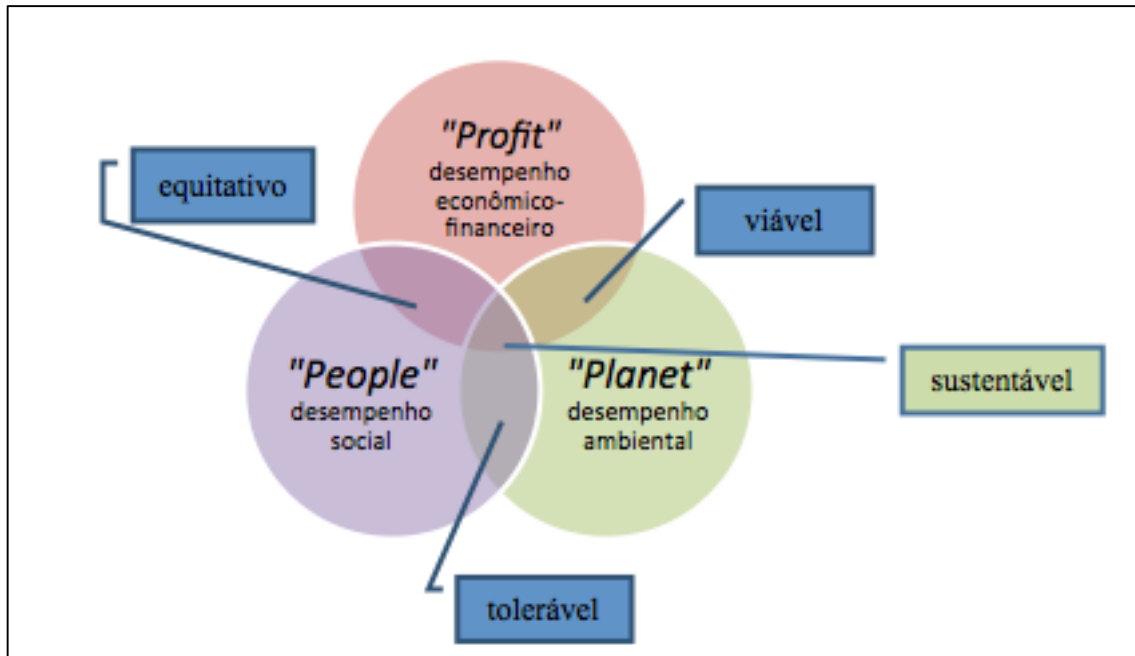 "Profit"
desempenho
econômico-
financeiro
equitativo
viável
"People"
desempenho
social
"Planet"
desempenho
ambiental
sustentável
tolerável